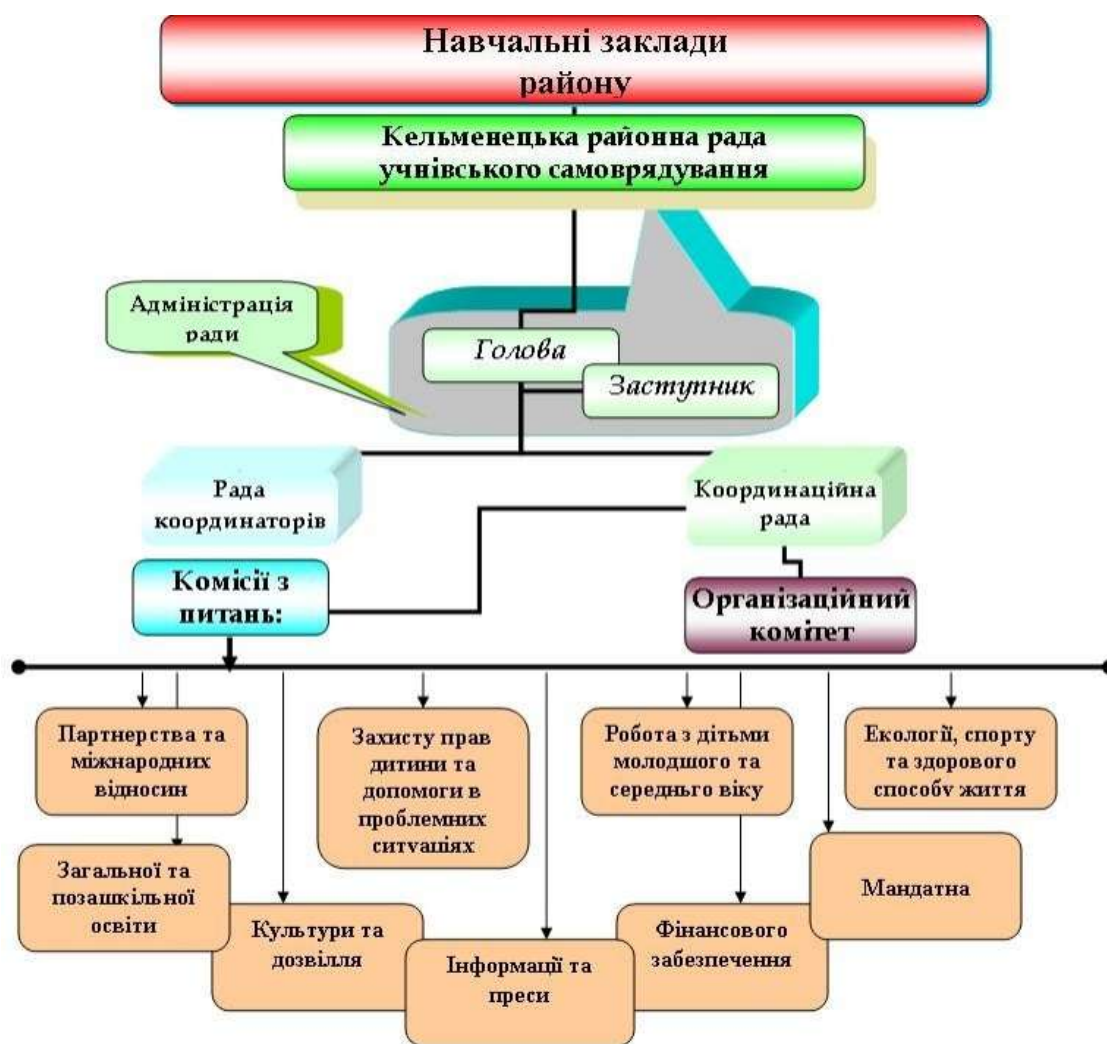 Навчальні заклади
району
Кельменецька районна рада
учнівського самоврядування
Адміністрація
ради
Голова
Заступник
Рада
координаторів
Координаційна
рада
Комісії з
питань:
Організаційний
комітет
Партнерства та
міжнародних
відносин
Захисту прав
дитини та
допомоги в
проблемних
ситуаціях
Робота з дітьми
молодшого та
середнього віку
Екології, спорту
та здорового
способу життя
Загальної та
позашкільної
освіти
Культури та
дозвілля
Інформації та
преси
Фінансового
забезпечення
Мандатна